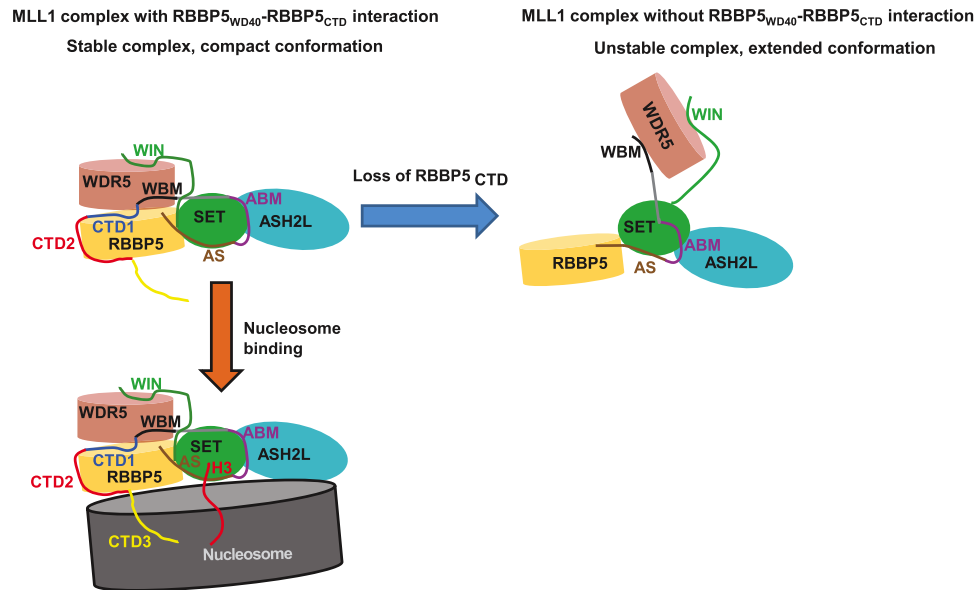 MLL1 complex with RBBP5WD40-RBBP5CTD interaction
Stable complex, compact conformation
MLL1 complex without RBBP5WD40-RBBP5CTD interaction
Unstable complex, extended conformation
WIN
WDR5
WBM
CTD1
CTD2
RBBP5
SET
AS
ABM
ASH2L
Loss of RBBP5 CTD
WDR5
WIN
WBM
SET
RBBP5
AS
ABM
ASH2L
Nucleosome
binding
WIN
WDR5
WBM
CTD1
CTD2
RBBP5
SET
AS
H3
ABM
ASH2L
CTD3
Nucleosome